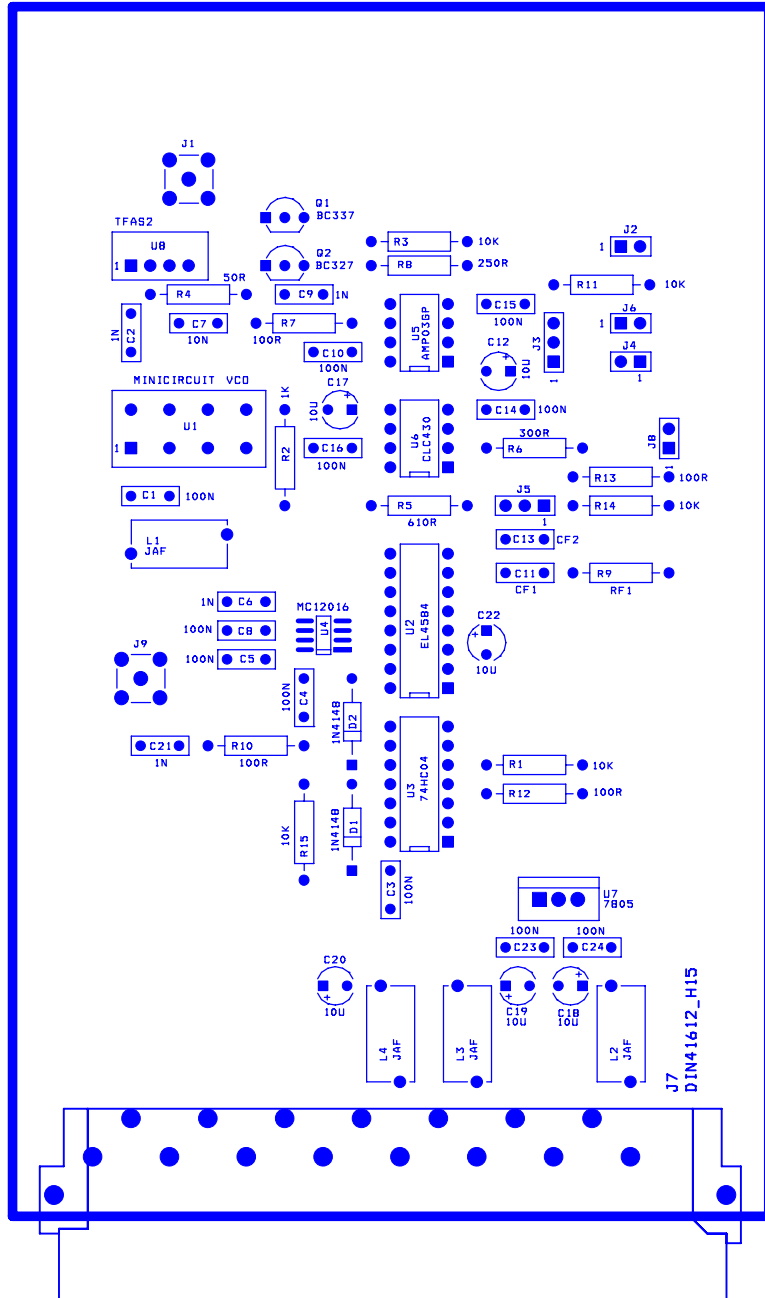 J1
Q1
BC337
TFAS2
U8
1
Q2
BC327
R3
10K
R8
250R
J2
1
50R
R4
C9
1N
R11
10K
1N
C2
C7
10N
R7
100R
C10
100N
U5
AMP03GP
C15
100N
C12
+
10U
J3
1
J6
1
J4
1
MINICIRCUIT VCO
U1
1
1K
R2
C17
+
10U
C16
100N
U6
CLC430
C14
100N
300R
R6
J8
1
R13
100R
C1
100N
R5
610R
J5
1
R14
10K
L1
JAF
C13
CF2
C11
CF1
R9
RF1
1N
C6
100N
C8
100N
C5
MC12016
U4
U2
EL4584
C22
+
10U
J9
100N
C4
1N4148
D2
C21
1N
R10
100R
U3
74HC04
R1
10K
R12
100R
10K
R15
1N4148
D1
C3
100N
U7
7805
100N
C23
100N
C24
C20
+
10U
+
C19
10U
+
C18
10U
L4
JAF
L3
JAF
L2
JAF
J7
DIN41612_H15